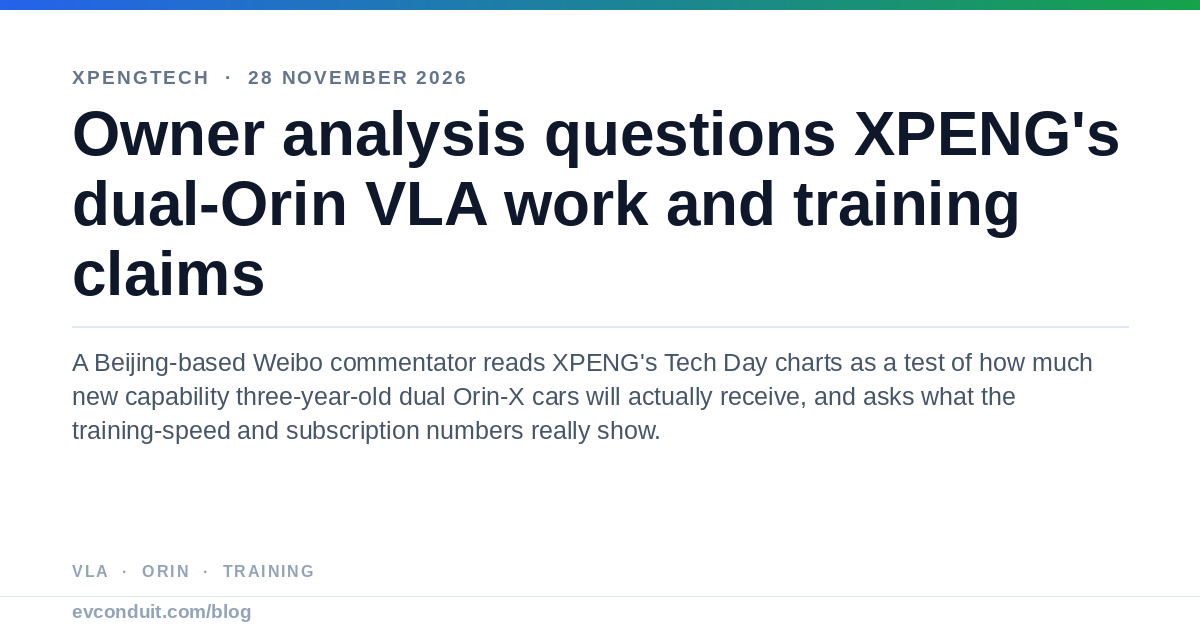 XPENGTECH · 28 NOVEMBER 2026
Owner analysis questions XPENG's
dual-Orin VLA work and training
claims
A Beijing-based Weibo commentator reads XPENG's Tech Day charts as a test of how much
new capability three-year-old dual Orin-X cars will actually receive, and asks what the
training-speed and subscription numbers really show.
VLA · ORIN · TRAINING
evconduit.com/blog